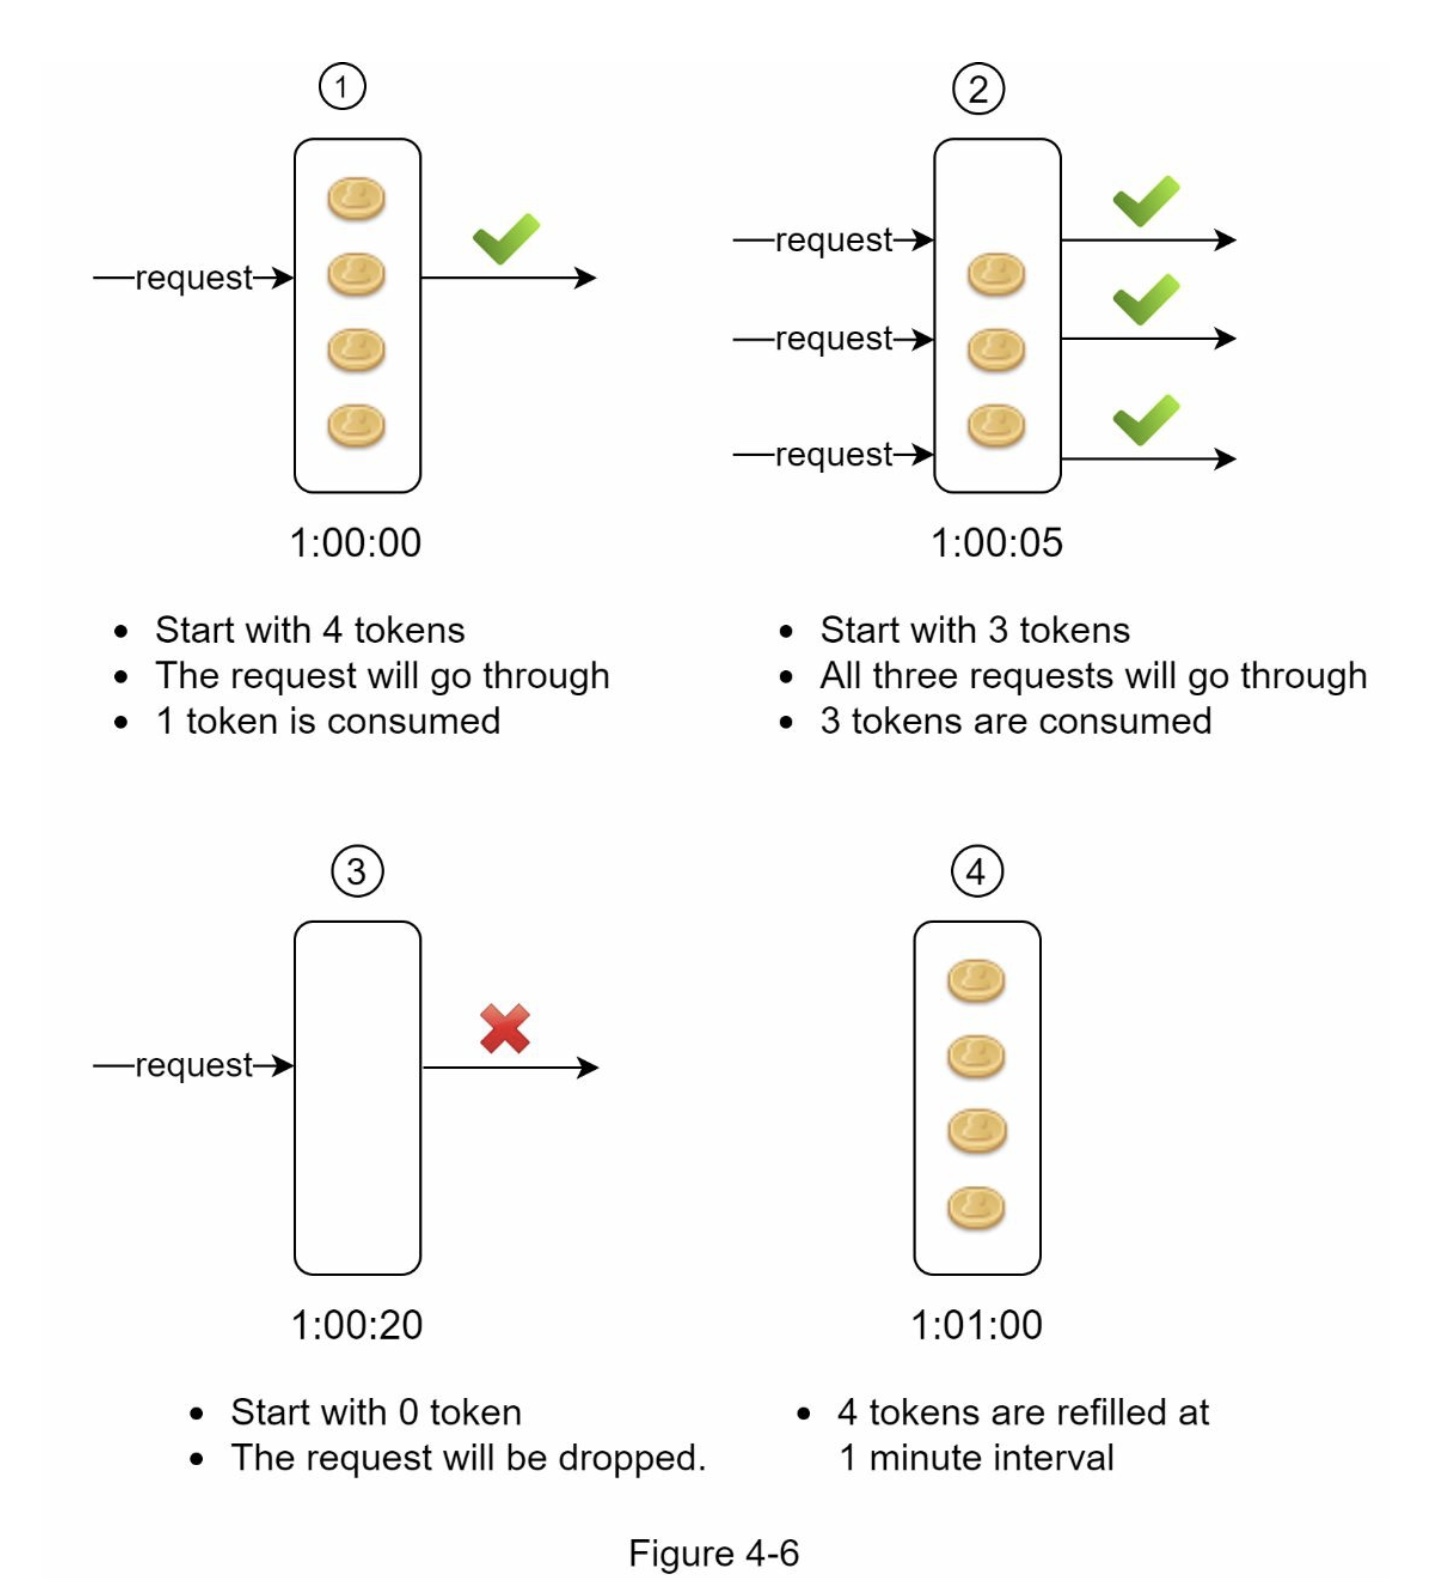 1
request
1:00:00
• Start with 4 tokens
• The request will go through
• 1 token is consumed
2
request
request
request
1:00:05
• Start with 3 tokens
• All three requests will go through
• 3 tokens are consumed
3
request
1:00:20
• Start with 0 token
• The request will be dropped.
4
1:01:00
• 4 tokens are refilled at
1 minute interval
Figure 4-6